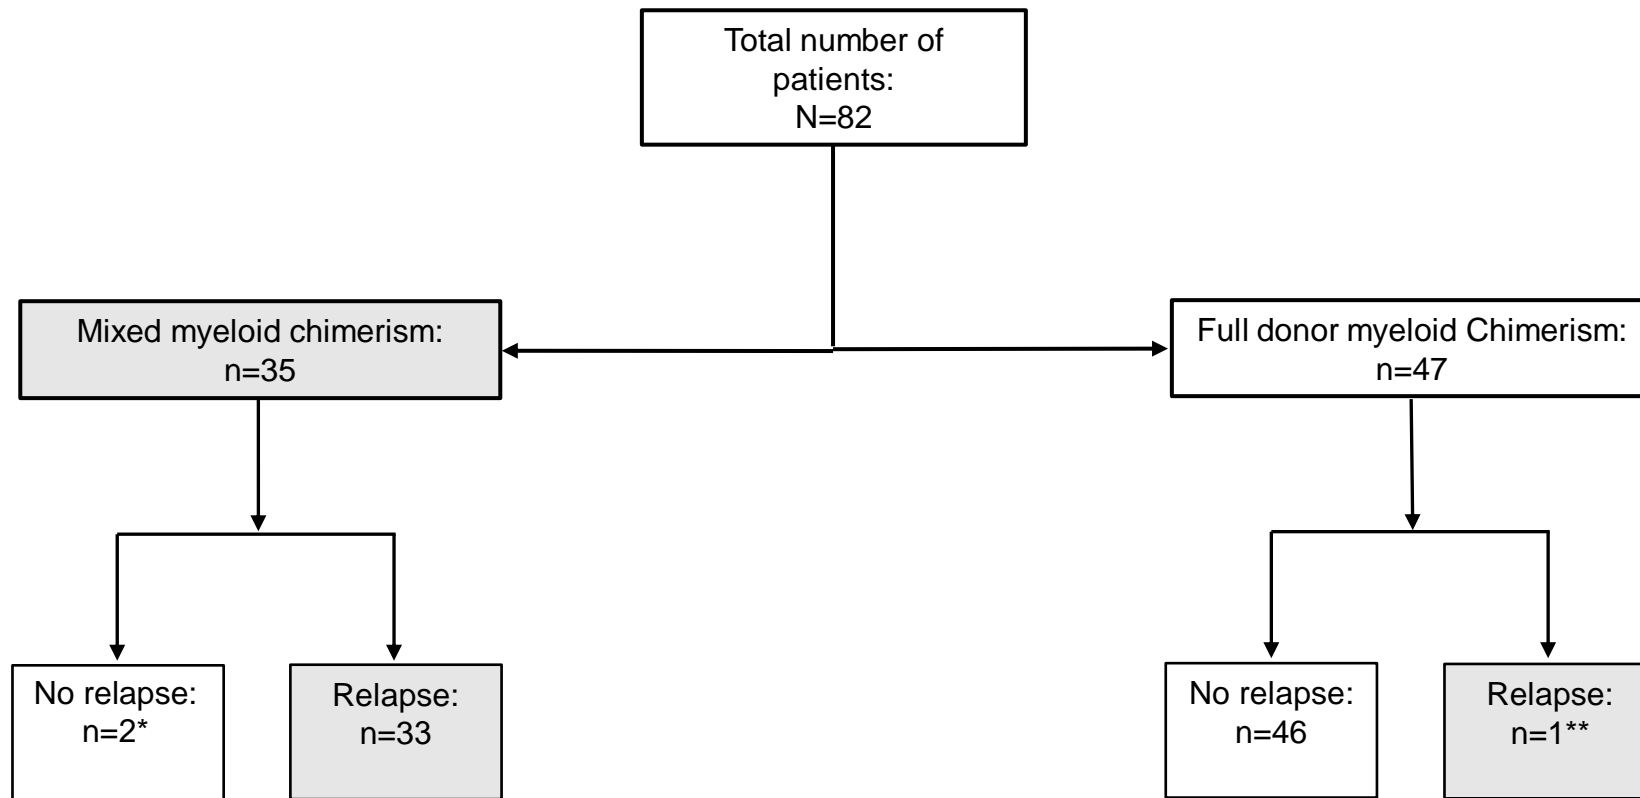 Total number of
patients:
N=82
Mixed myeloid chimerism:
n=35
Full donor myeloid Chimerism:
n=47
No relapse:
n=2*
Relapse:
n=33
No relapse:
n=46
Relapse:
n=1**